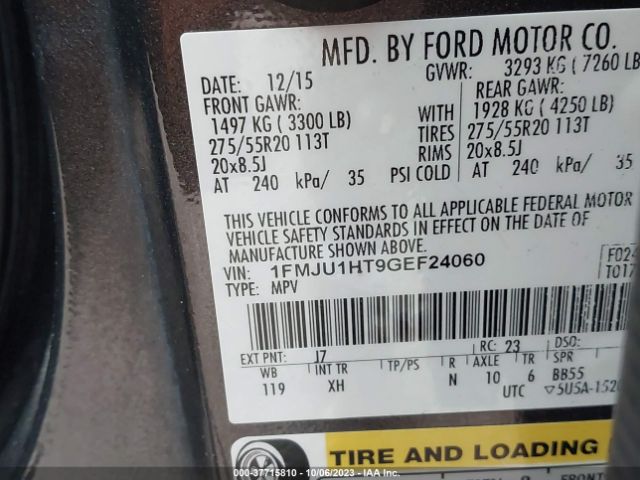 MFD. BY FORD MOTOR CO.
DATE: 12/15 GVWR: 3293 KG ( 7260 LB
FRONT GAWR: REAR GAWR:
1497 KG ( 3300 LB) WITH 1928 KG ( 4250 LB)
275/55R20 113T TIRES 275/55R20 113T
20x8.5J RIMS 20x8.5J
AT 240 kPa/ 35 PSI COLD AT 240 kPa/ 35
THIS VEHICLE CONFORMS TO ALL APPLICABLE FEDERAL MOTOR
VEHICLE SAFETY STANDARDS IN EFFECT ON THE DATE OF
MANUFACTURE SHOWN ABOVE.
VIN: 1FMJU1HT9GEF24060 F024
TYPE: MPV T017
EXT PNT: J7 RC: 23 DSO:
WB INT TR TP/PS R AXLE TR SPR
119 XH N 10 6 BB55
UTC ▽5U5A-1520
TIRE AND LOADING
000-37715810 - 10/06/2023 - IAA Inc.
FRONT